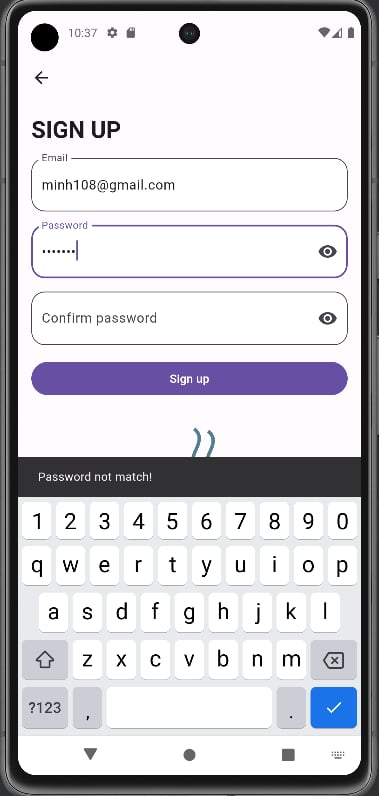 10:37
SIGN UP
Email
minh108@gmail.com
Password
•••••••
Confirm password
Sign up
Password not match!
1 2 3 4 5 6 7 8 9 0
q w e r t y u i o p
a s d f g h j k l
z x c v b n m
?123 , .